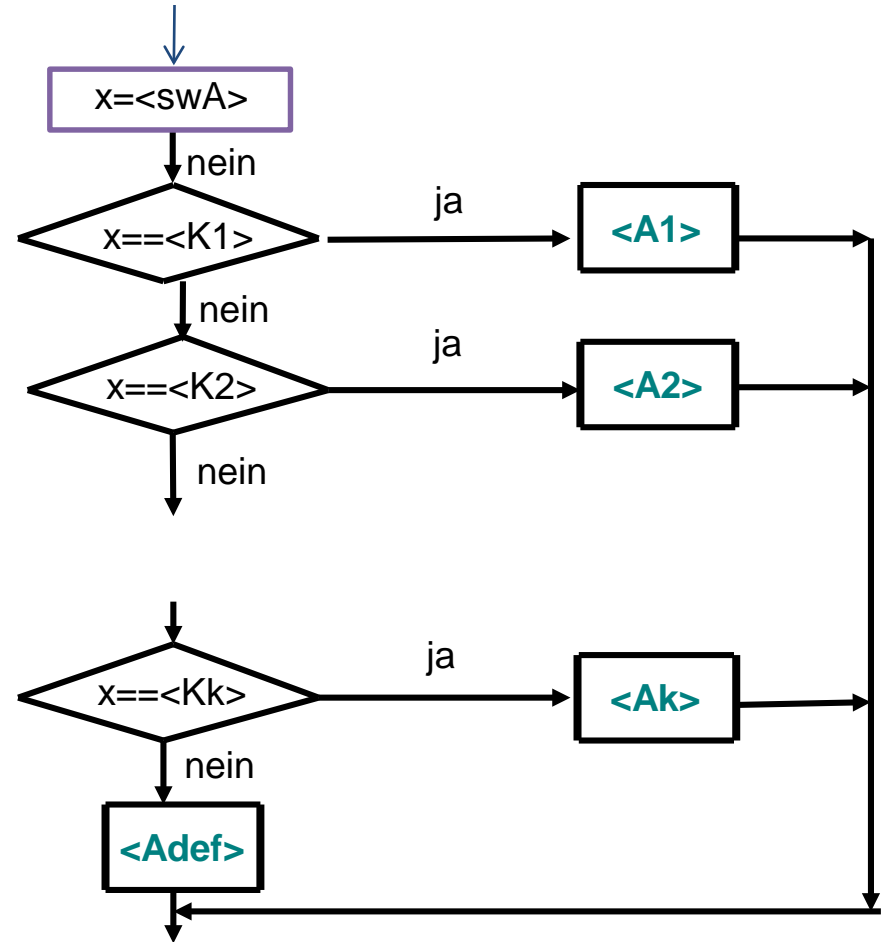 x=<swA>
nein
x==<K1>
ja
<A1>
nein
x==<K2>
ja
<A2>
nein
x==<Kk>
ja
<Ak>
nein
<Adef>